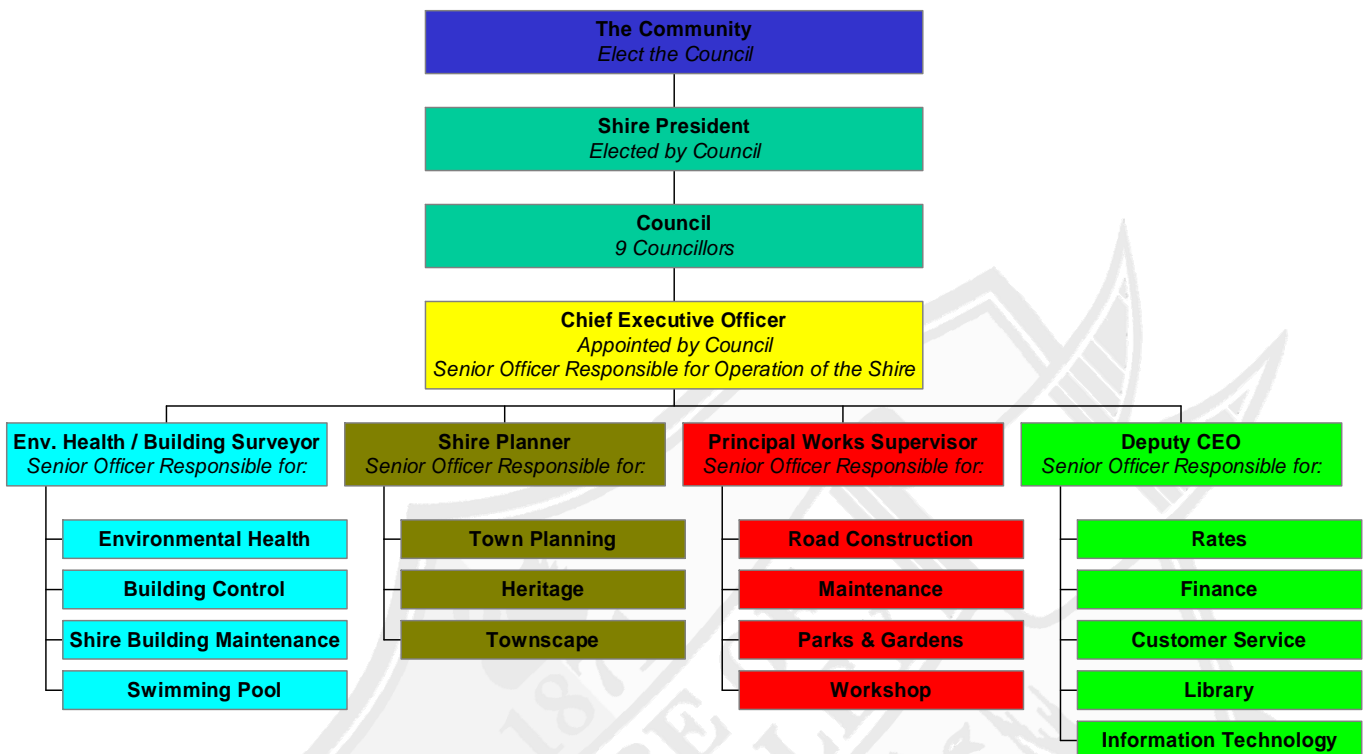 The Community
Elect the Council
Shire President
Elected by Council
Council
9 Councillors
Chief Executive Officer
Appointed by Council
Senior Officer Responsible for Operation of the Shire
Env. Health / Building Surveyor
Senior Officer Responsible for:
Environmental Health
Building Control
Shire Building Maintenance
Swimming Pool
Shire Planner
Senior Officer Responsible for:
Town Planning
Heritage
Townscape
Principal Works Supervisor
Senior Officer Responsible for:
Road Construction
Maintenance
Parks & Gardens
Workshop
Deputy CEO
Senior Officer Responsible for:
Rates
Finance
Customer Service
Library
Information Technology